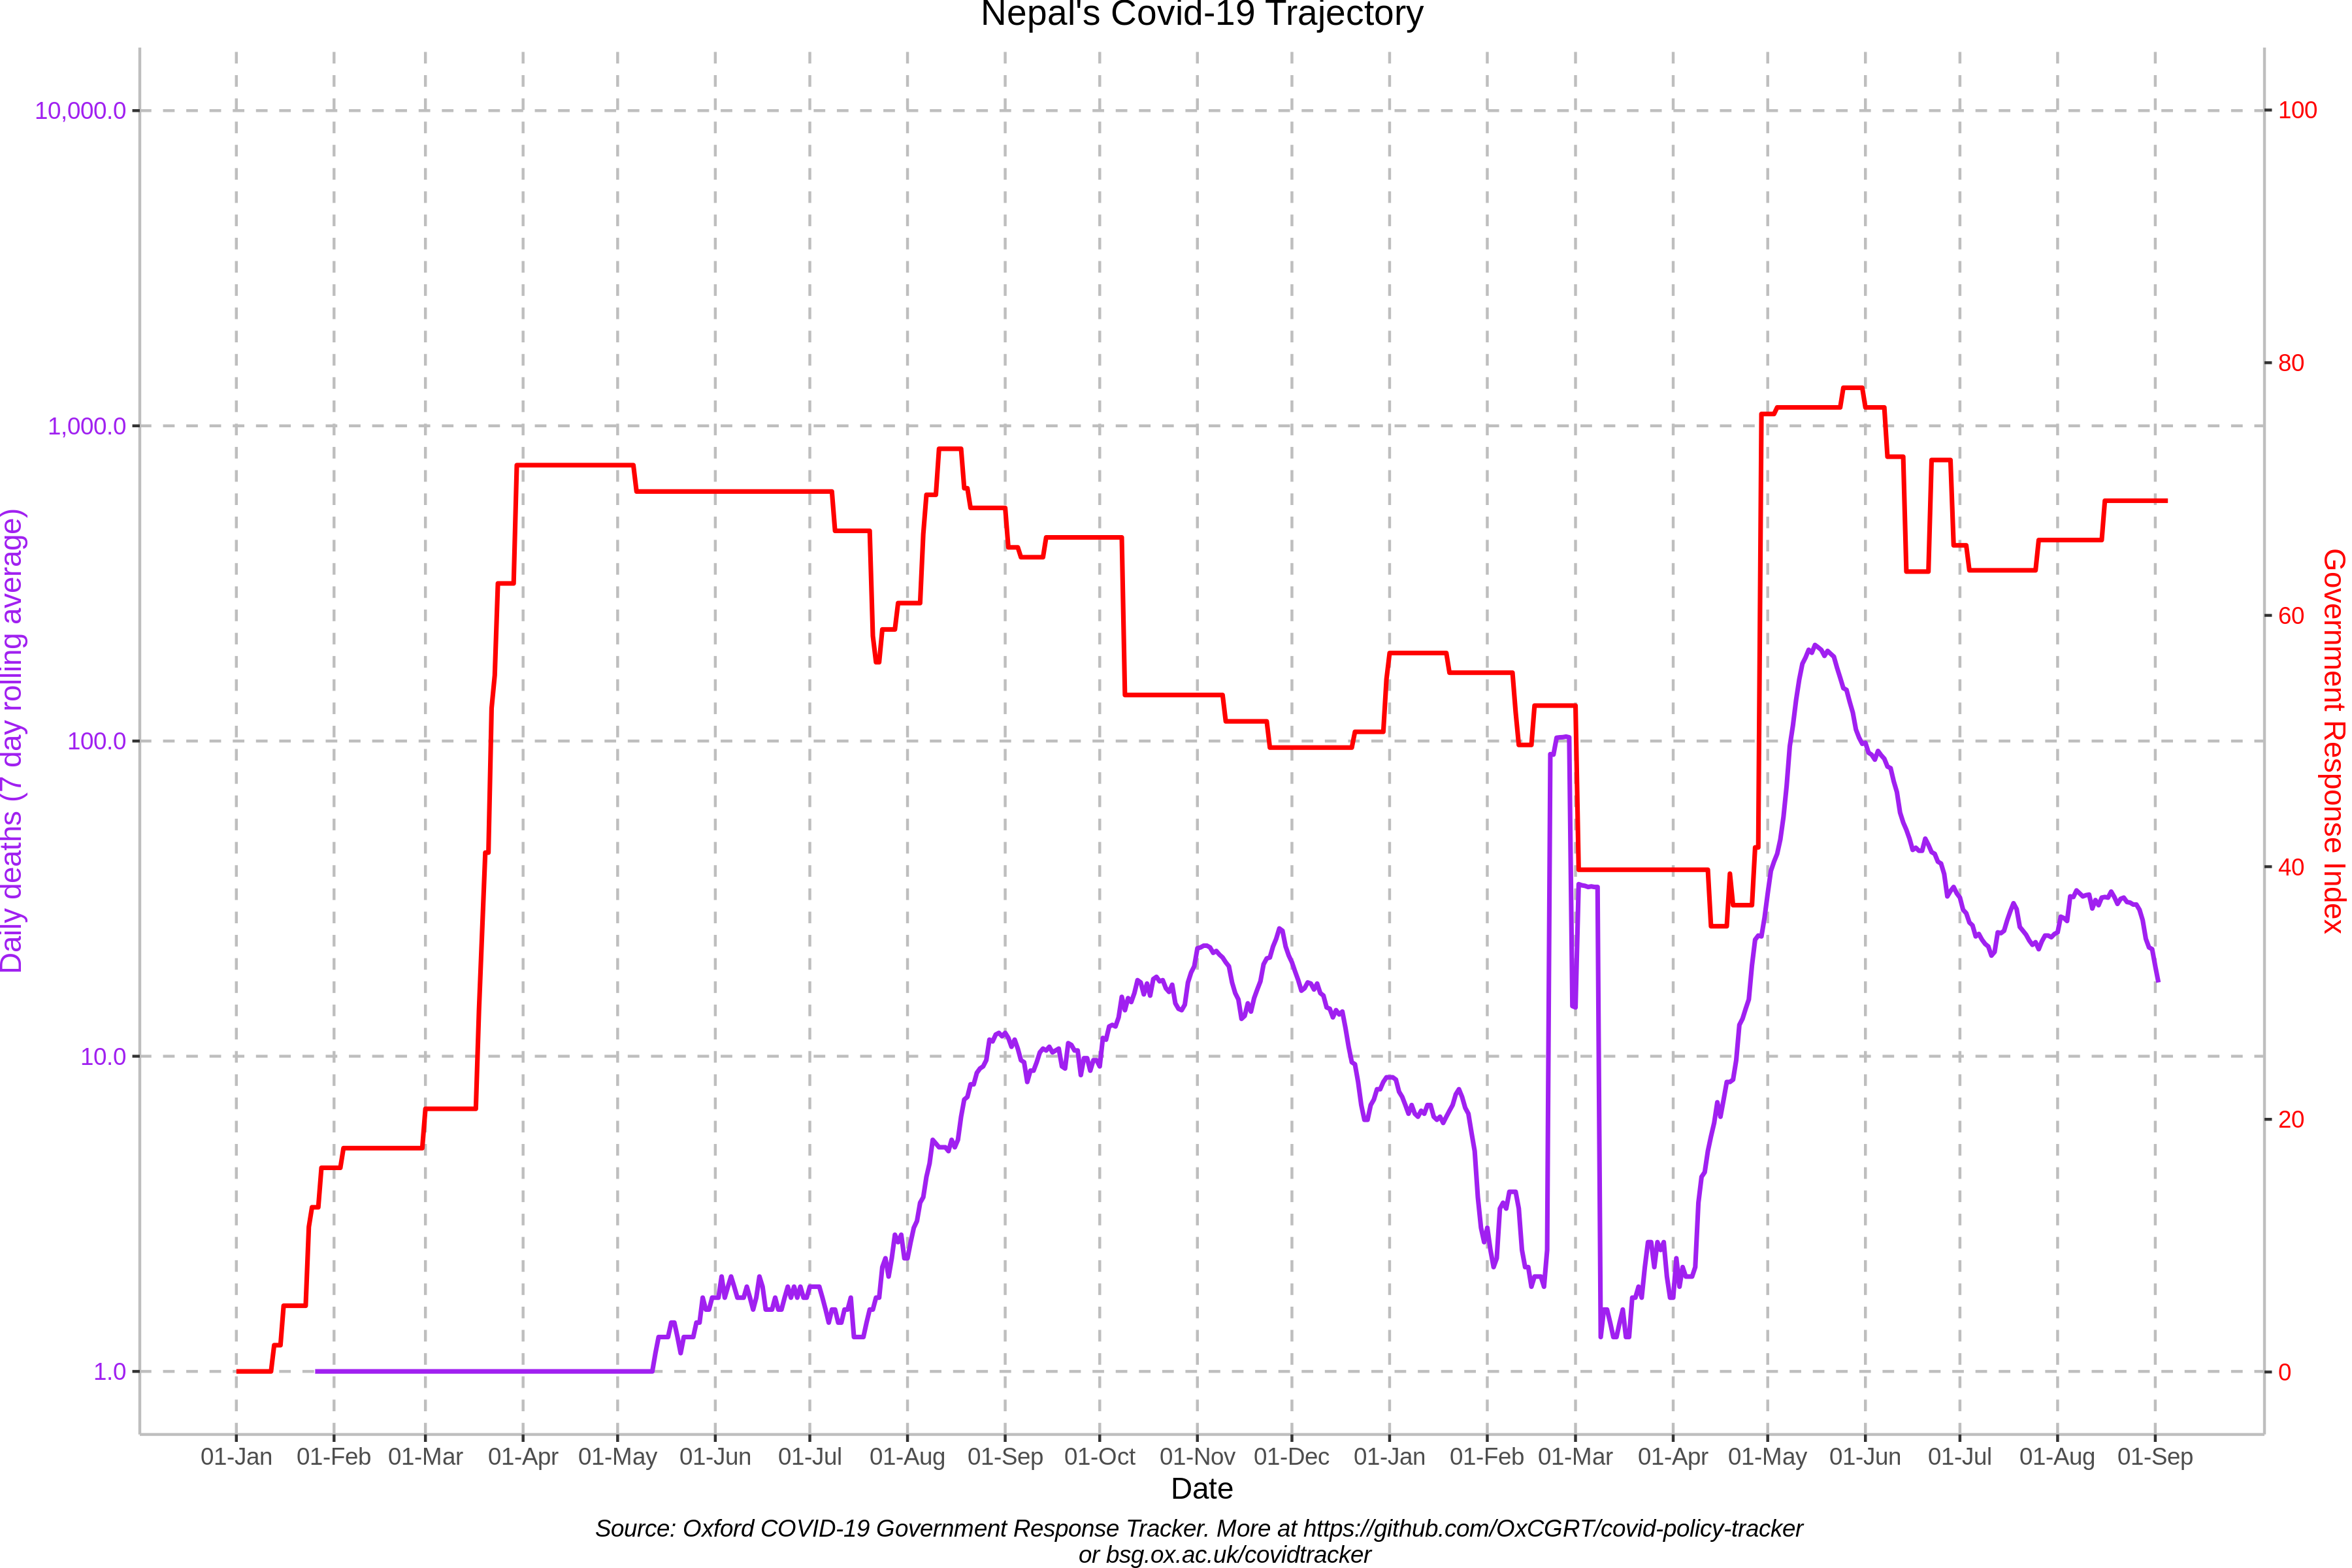 Nepal's Covid-19 Trajectory
10,000.0
1,000.0
100.0
10.0
1.0
Daily deaths (7 day rolling average)
100
80
60
40
20
0
Government Response Index
01-Jan 01-Feb 01-Mar 01-Apr 01-May 01-Jun 01-Jul 01-Aug 01-Sep 01-Oct 01-Nov 01-Dec 01-Jan 01-Feb 01-Mar 01-Apr 01-May 01-Jun 01-Jul 01-Aug 01-Sep
Date
Source: Oxford COVID-19 Government Response Tracker. More at https://github.com/OxCGRT/covid-policy-tracker
or bsg.ox.ac.uk/covidtracker